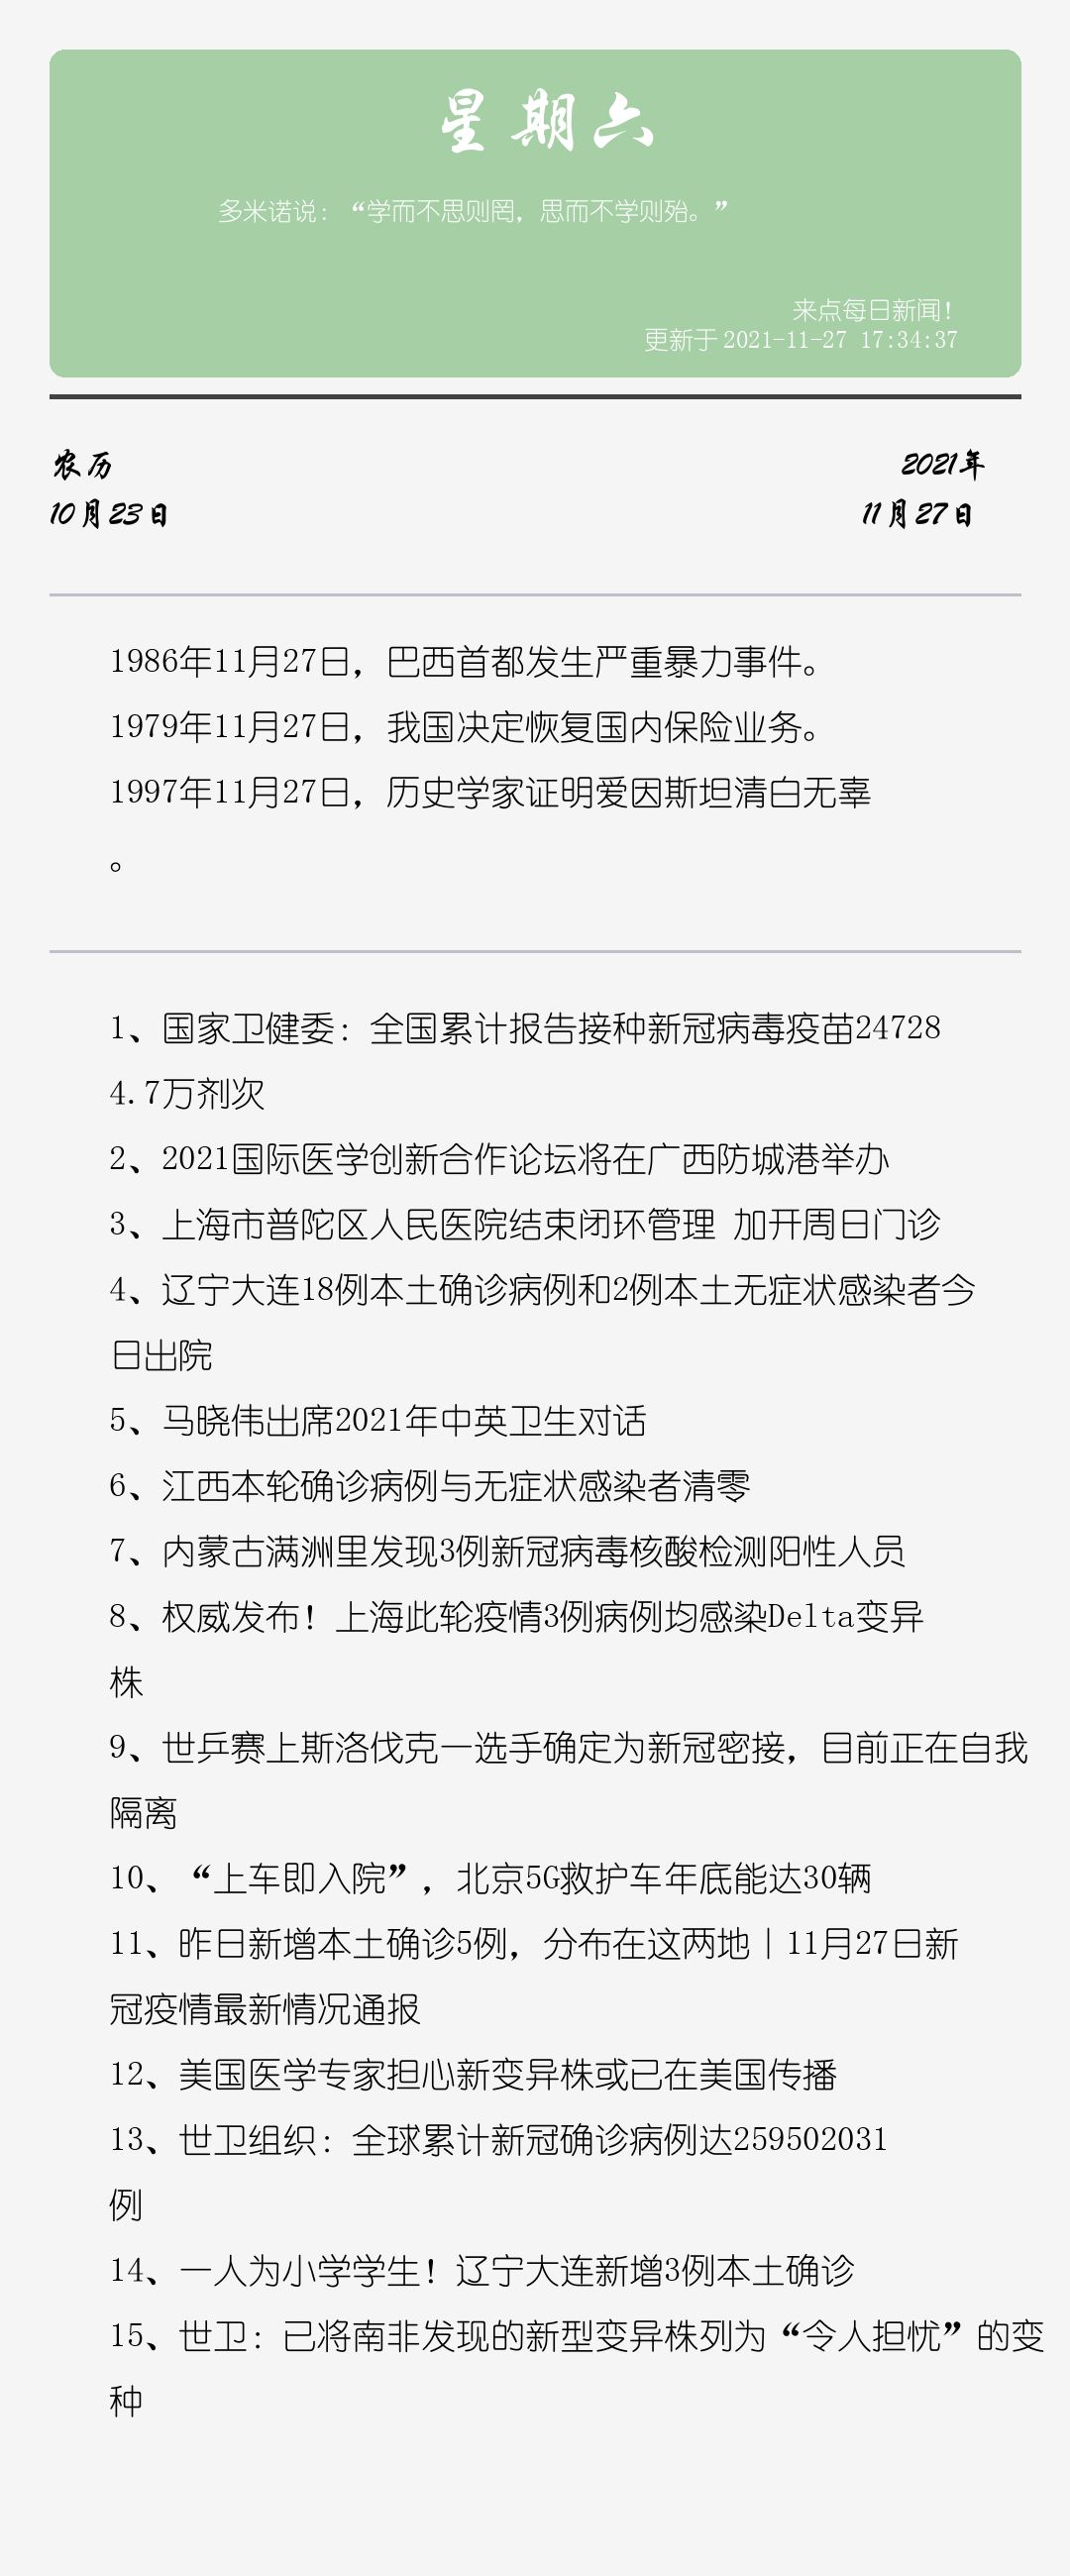 星期六
多米诺说：“学而不思则罔，思而不学则殆。”
来点每日新闻！
更新于 2021-11-27 17:34:37
农历 2021年
10月23日 11月27日
1986年11月27日，巴西首都发生严重暴力事件。
1979年11月27日，我国决定恢复国内保险业务。
1997年11月27日，历史学家证明爱因斯坦清白无辜
。
1、国家卫健委：全国累计报告接种新冠病毒疫苗24728
4.7万剂次
2、2021国际医学创新合作论坛将在广西防城港举办
3、上海市普陀区人民医院结束闭环管理 加开周日门诊
4、辽宁大连18例本土确诊病例和2例本土无症状感染者今
日出院
5、马晓伟出席2021年中英卫生对话
6、江西本轮确诊病例与无症状感染者清零
7、内蒙古满洲里发现3例新冠病毒核酸检测阳性人员
8、权威发布！上海此轮疫情3例病例均感染Delta变异
株
9、世乒赛上斯洛伐克一选手确定为新冠密接，目前正在自我
隔离
10、“上车即入院”，北京5G救护车年底能达30辆
11、昨日新增本土确诊5例，分布在这两地丨11月27日新
冠疫情最新情况通报
12、美国医学专家担心新变异株或已在美国传播
13、世卫组织：全球累计新冠确诊病例达259502031
例
14、一人为小学学生！辽宁大连新增3例本土确诊
15、世卫：已将南非发现的新型变异株列为“令人担忧”的变
种